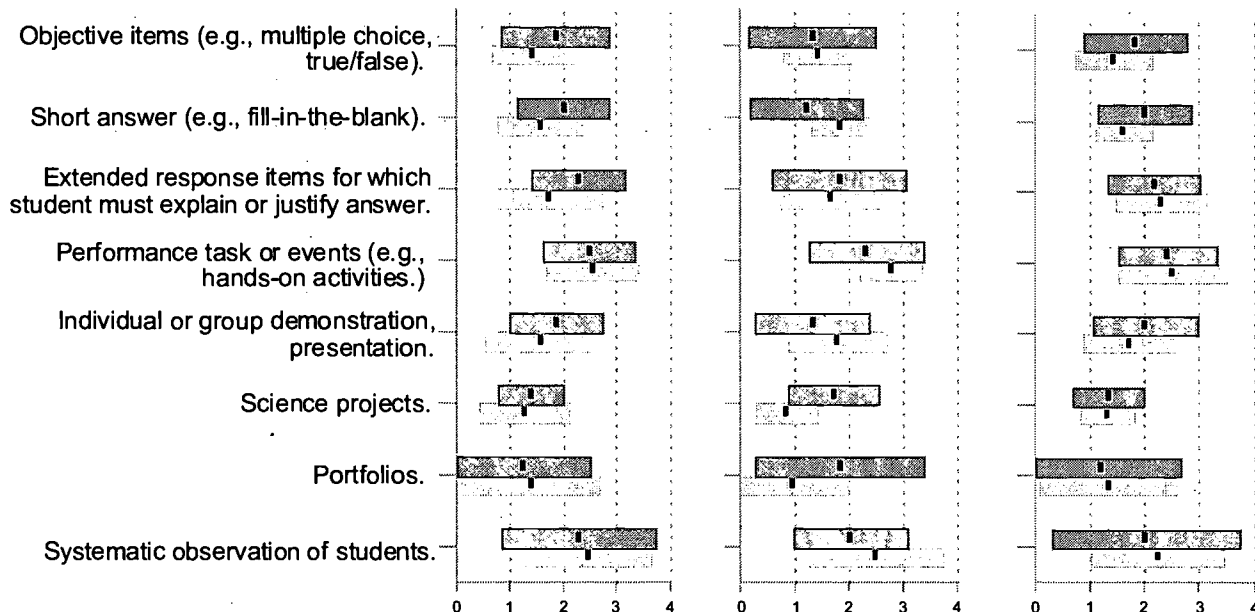 Objective items (e.g., multiple choice,
true/false).
Short answer (e.g., fill-in-the-blank).
Extended response items for which
student must explain or justify answer.
Performance task or events (e.g.,
hands-on activities.)
Individual or group demonstration,
presentation.
Science projects.
Portfolios.
Systematic observation of students.
0 1 2 3 4 0 1 2 3 4 0 1 2 3 4